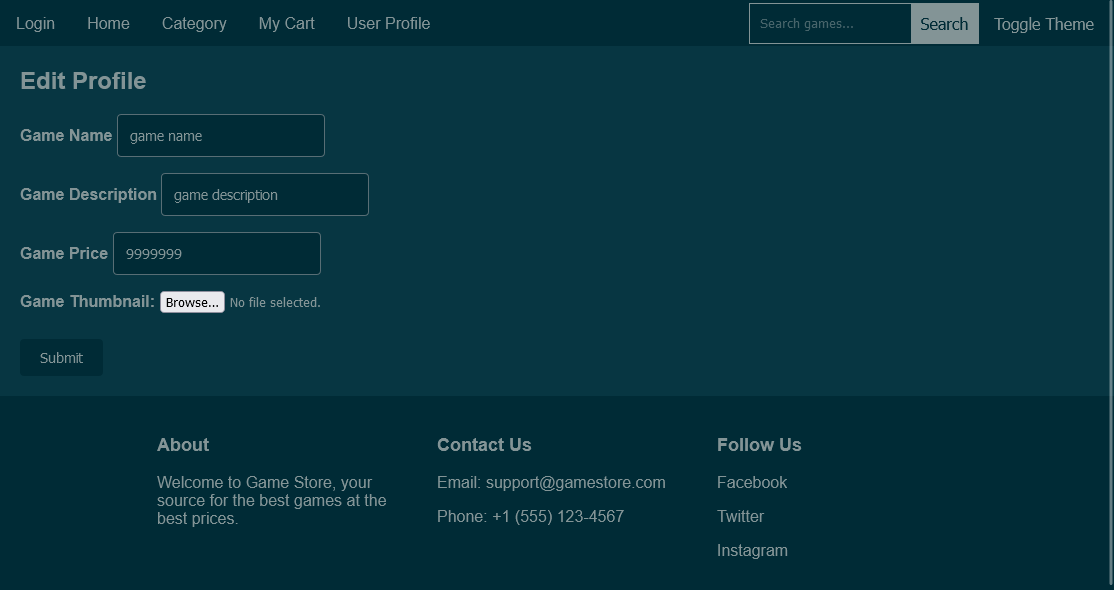 Login Home Category My Cart User Profile Search games... Search Toggle Theme
Edit Profile
Game Name game name
Game Description game description
Game Price 9999999
Game Thumbnail: Browse... No file selected.
Submit
About
Welcome to Game Store, your
source for the best games at the
best prices.
Contact Us
Email: support@gamestore.com
Phone: +1 (555) 123-4567
Follow Us
Facebook
Twitter
Instagram